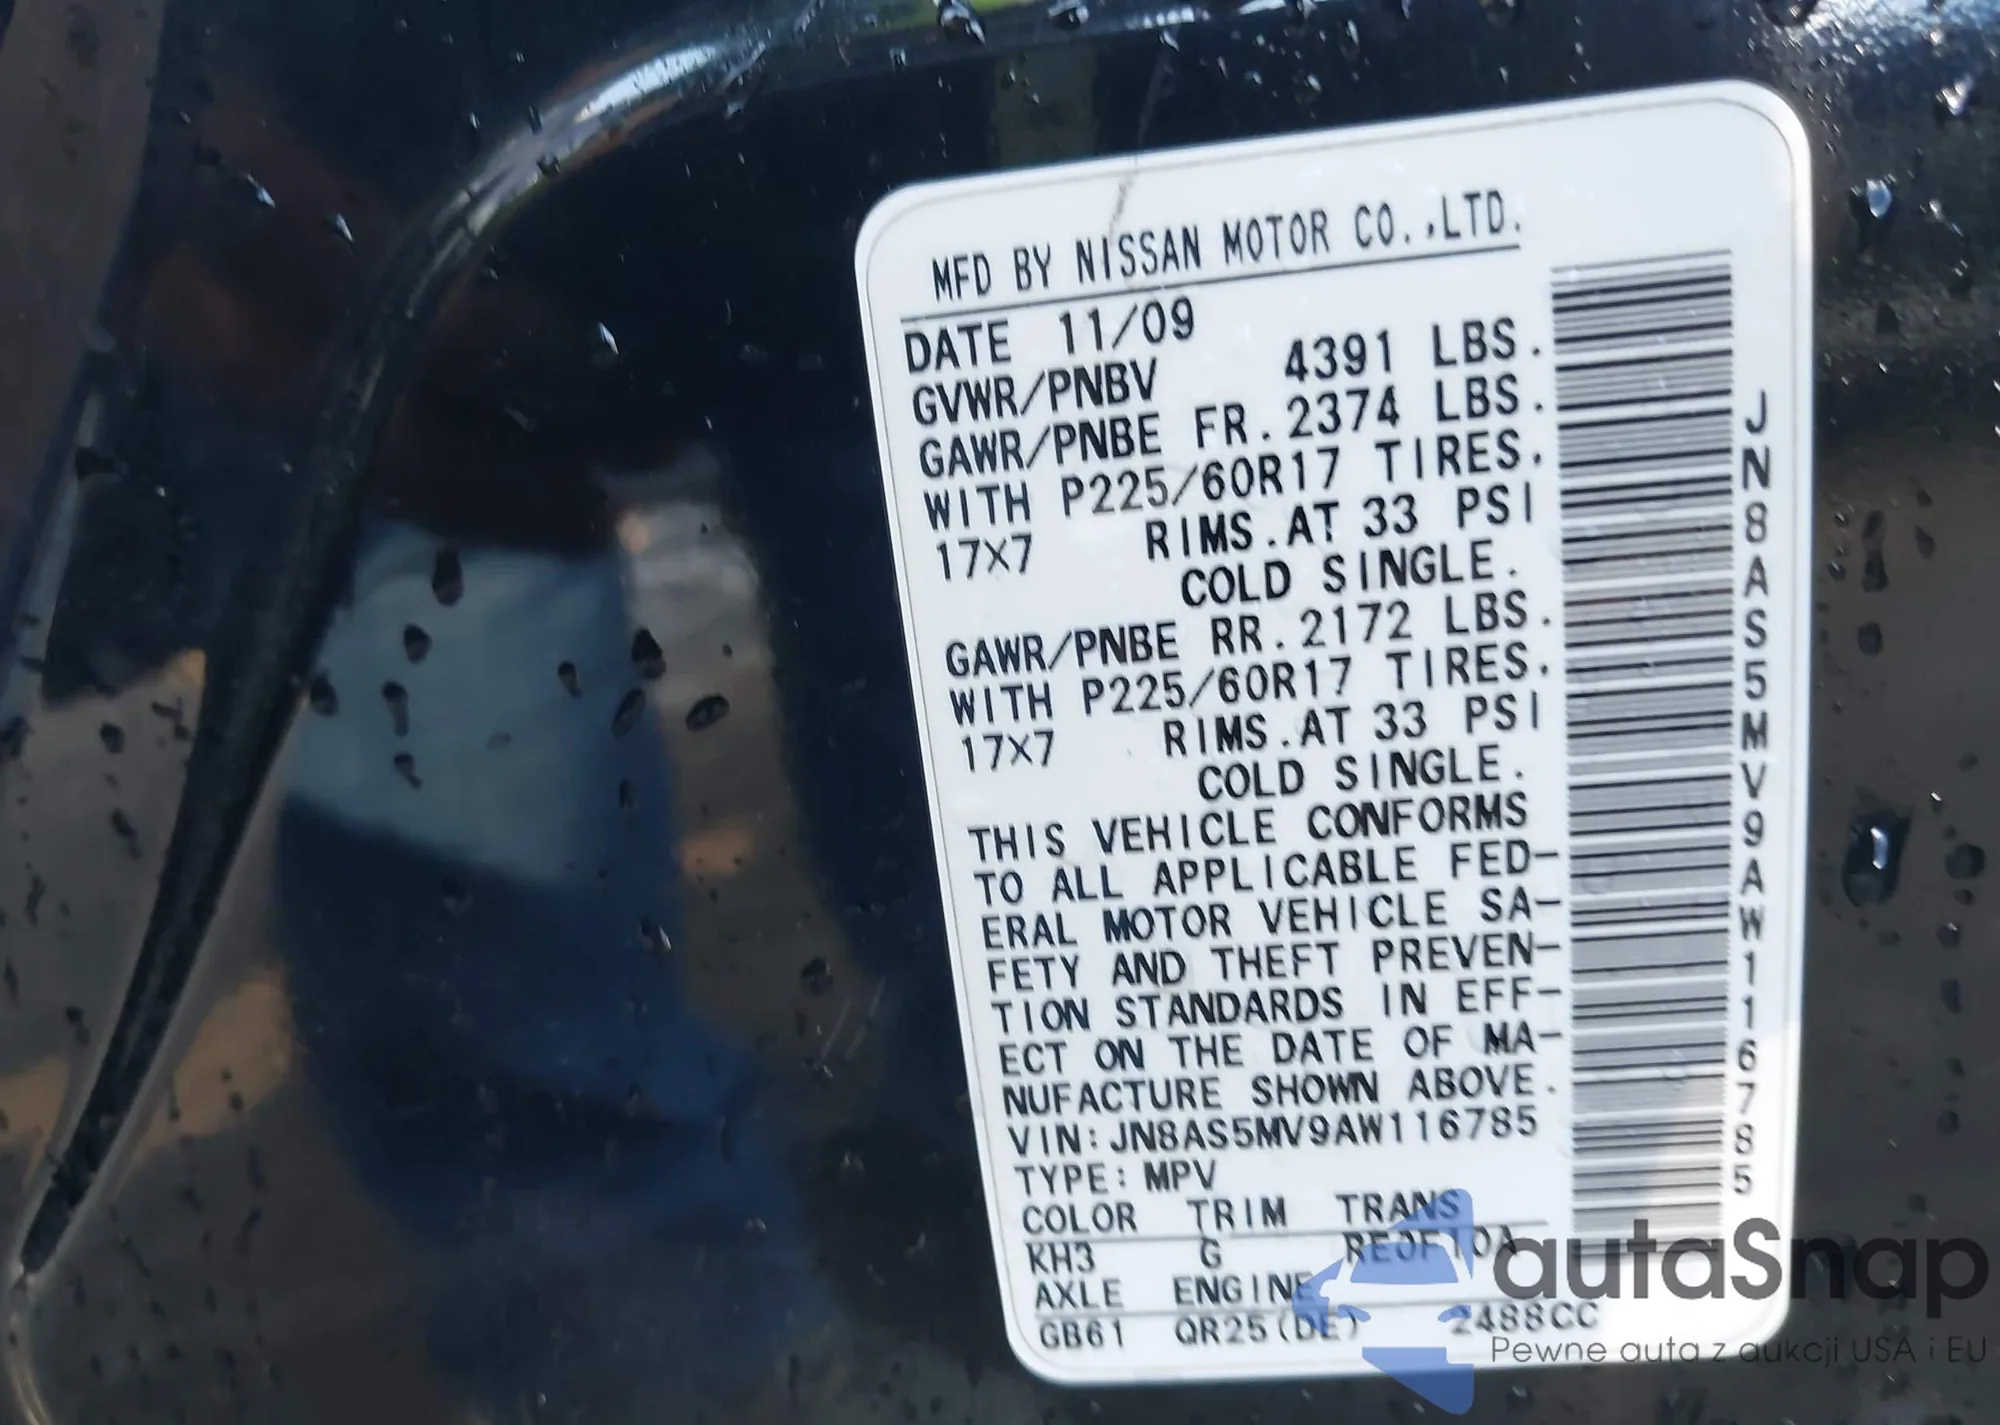 MFD BY NISSAN MOTOR CO.,LTD.
DATE 11/09
GVWR/PNBV 4391 LBS.
GAWR/PNBE FR. 2374 LBS.
WITH P225/60R17 TIRES.
17×7 RIMS.AT 33 PSI
COLD SINGLE.
GAWR/PNBE RR. 2172 LBS.
WITH P225/60R17 TIRES.
17×7 RIMS.AT 33 PSI
COLD SINGLE.
THIS VEHICLE CONFORMS
TO ALL APPLICABLE FED-
ERAL MOTOR VEHICLE SA-
FETY AND THEFT PREVEN-
TION STANDARDS IN EFF-
ECT ON THE DATE OF MA-
NUFACTURE SHOWN ABOVE.
VIN:JN8AS5MV9AW116785
TYPE:MPV
COLOR TRIM TRANS
KH3 G RE0F10A
AXLE ENGINE
GB61 QR25(DE) 2488CC
JN8AS5MV9AW116785
autaSnap
Pewne auta z aukcji USA i EU